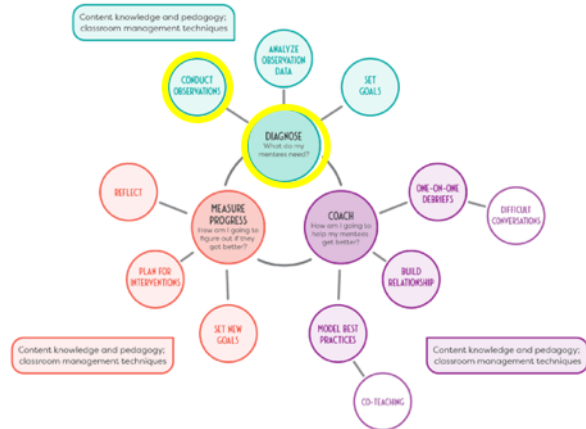 Content knowledge and pedagogy;
classroom management techniques
ANALYZE
OBSERVATION
DATA
CONDUCT
OBSERVATIONS
SET
GOALS
DIAGNOSE
What do my
mentees need?
REFLECT
MEASURE
PROGRESS
How am I going to
figure out if they
got better?
COACH
How am I going to
help my mentees
get better?
ONE-ON-ONE
DEBRIEFS
DIFFICULT
CONVERSATIONS
PLAN FOR
INTERVENTIONS
BUILD
RELATIONSHIP
SET NEW
GOALS
MODEL BEST
PRACTICES
Content knowledge and pedagogy;
classroom management techniques
Content knowledge and pedagogy;
classroom management techniques
CO-TEACHING